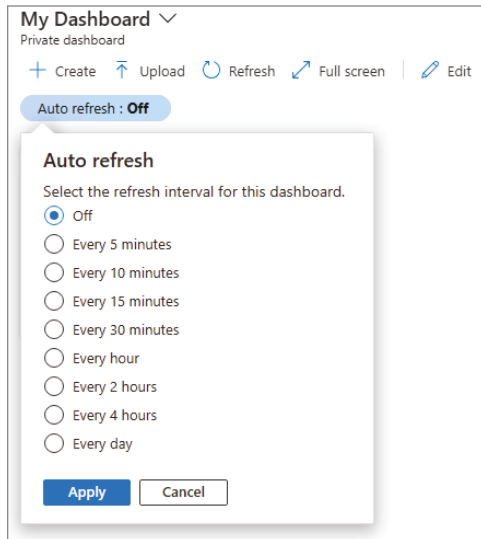 My Dashboard
Private dashboard
Create Upload Refresh Full screen Edit
Auto refresh : Off
Auto refresh
Select the refresh interval for this dashboard.
Off
Every 5 minutes
Every 10 minutes
Every 15 minutes
Every 30 minutes
Every hour
Every 2 hours
Every 4 hours
Every day
Apply Cancel